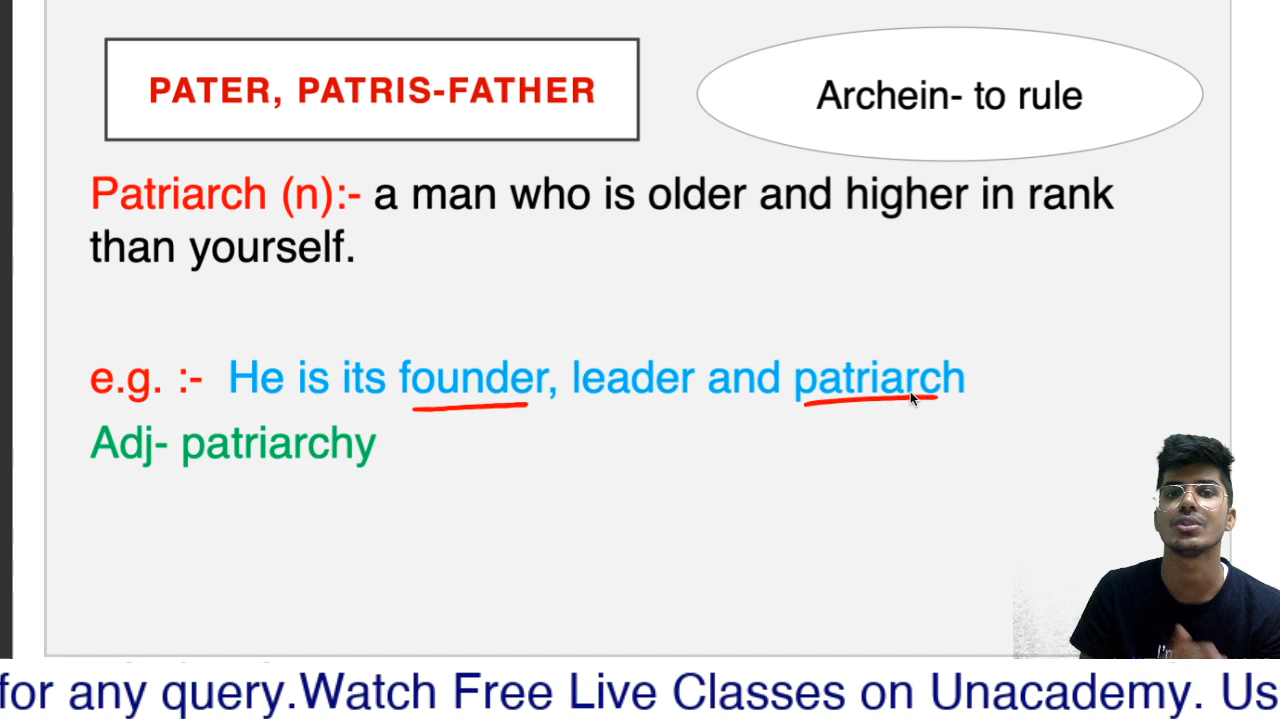 PATER, PATRIS-FATHER
Archein- to rule
Patriarch (n):- a man who is older and higher in rank
than yourself.
e.g. :- He is its founder, leader and patriarch
Adj- patriarchy
for any query.Watch Free Live Classes on Unacademy. Us